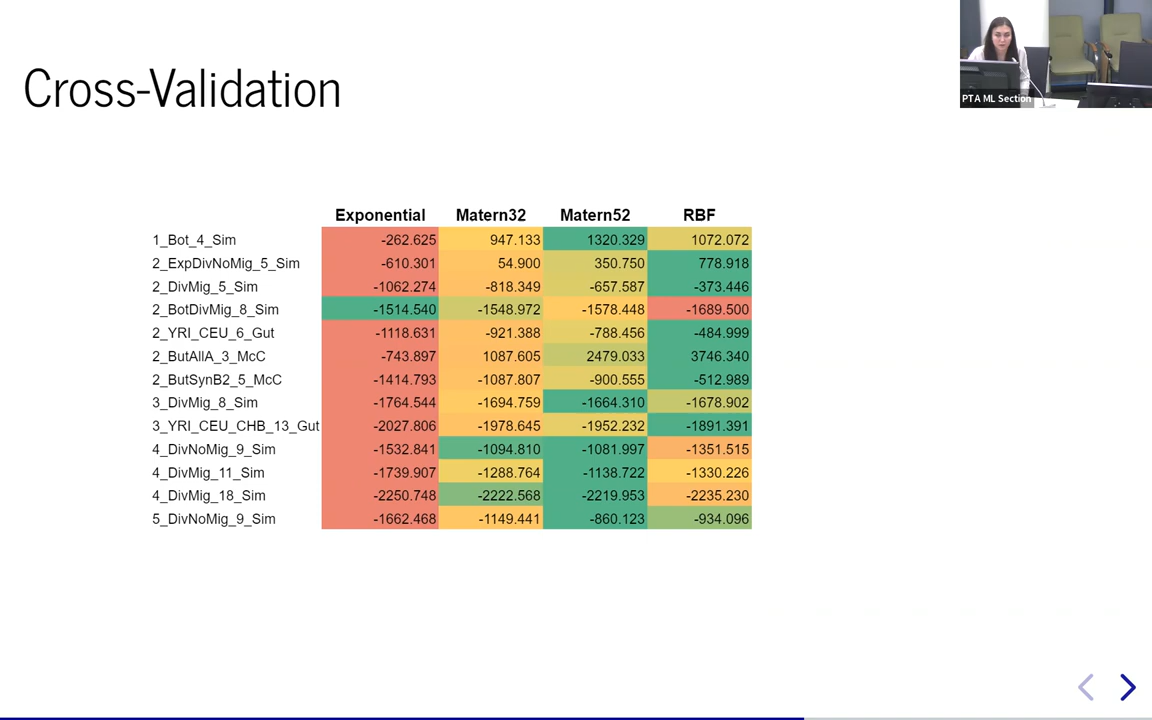 PTA ML Section
Cross-Validation
Exponential Matern32 Matern52 RBF
1_Bot_4_Sim -262.625 947.133 1320.329 1072.072
2_ExpDivNoMig_5_Sim -610.301 54.900 350.750 778.918
2_DivMig_5_Sim -1062.274 -818.349 -657.587 -373.446
2_BotDivMig_8_Sim -1514.540 -1548.972 -1578.448 -1689.500
2_YRI_CEU_6_Gut -1118.631 -921.388 -788.456 -484.999
2_ButAllA_3_McC -743.897 1087.605 2479.033 3746.340
2_ButSynB2_5_McC -1414.793 -1087.807 -900.555 -512.989
3_DivMig_8_Sim -1764.544 -1694.759 -1664.310 -1678.902
3_YRI_CEU_CHB_13_Gut -2027.806 -1978.645 -1952.232 -1891.391
4_DivNoMig_9_Sim -1532.841 -1094.810 -1081.997 -1351.515
4_DivMig_11_Sim -1739.907 -1288.764 -1138.722 -1330.226
4_DivMig_18_Sim -2250.748 -2222.568 -2219.953 -2235.230
5_DivNoMig_9_Sim -1662.468 -1149.441 -860.123 -934.096